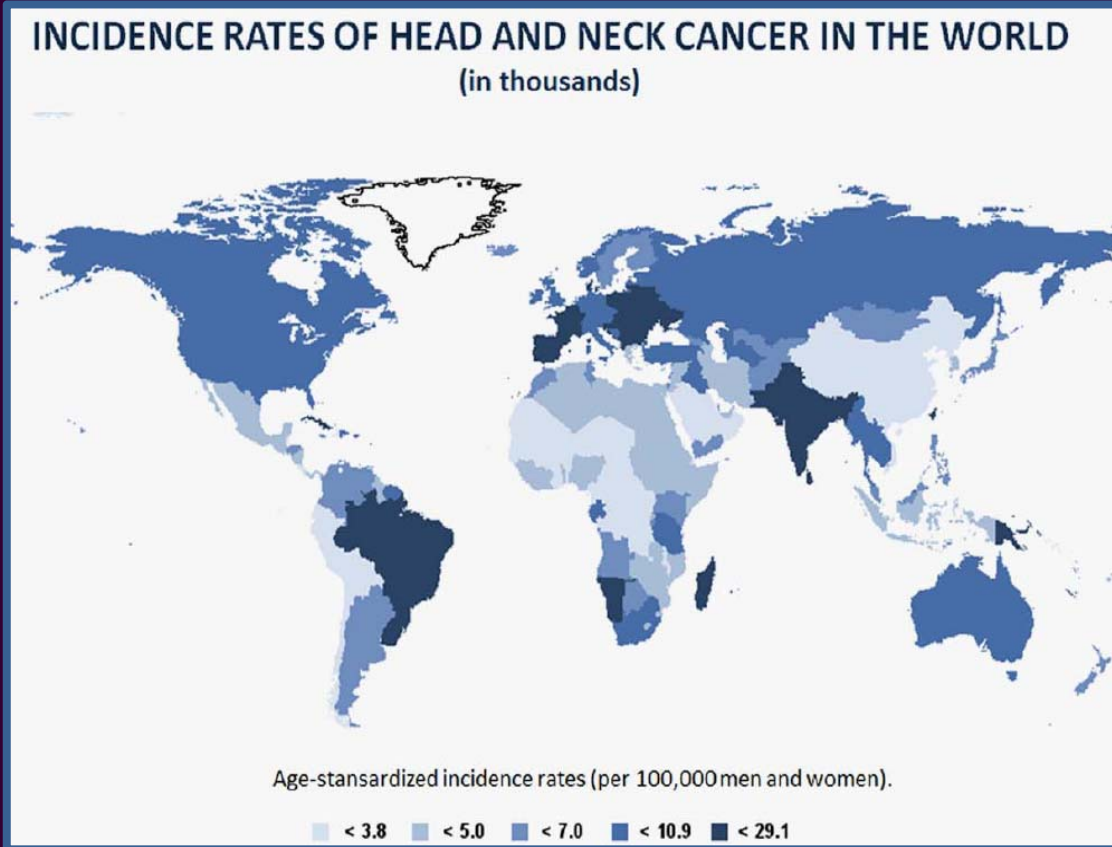 INCIDENCE RATES OF HEAD AND NECK CANCER IN THE WORLD
(in thousands)
Age-stansardized incidence rates (per 100,000 men and women).
< 3.8 < 5.0 < 7.0 < 10.9 < 29.1